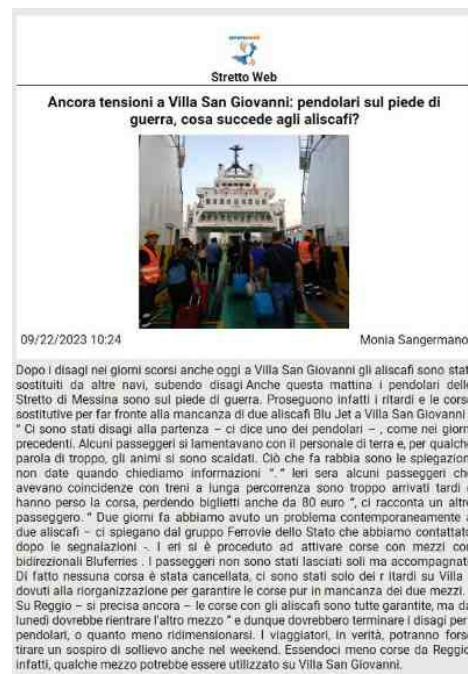 Stretto Web
Ancora tensioni a Villa San Giovanni: pendolari sul piede di
guerra, cosa succede agli aliscafi?
09/22/2023 10:24 Monia Sangermano
Dopo i disagi nei giorni scorsi anche oggi a Villa San Giovanni gli aliscafi sono stat
sostituiti da altre navi, subendo disagi Anche questa mattina i pendolari dell
Stretto di Messina sono sul piede di guerra. Proseguono infatti i ritardi e le cors
sostitutive per far fronte alla mancanza di due aliscafi Blu Jet a Villa San Giovanni
" Ci sono stati disagi alla partenza – ci dice uno dei pendolari – , come nei giorn
precedenti. Alcuni passeggeri si lamentavano con il personale di terra e, per qualch
parola di troppo, gli animi si sono scaldati. Ciò che fa rabbia sono le spiegazion
non date quando chiediamo informazioni ". " Ieri sera alcuni passeggeri ch
avevano coincidenze con treni a lunga percorrenza sono troppo arrivati tardi
hanno perso la corsa, perdendo biglietti anche da 80 euro ", ci racconta un altr
passeggero. " Due giorni fa abbiamo avuto un problema contemporaneamente
due aliscafi – ci spiegano dal gruppo Ferrovie dello Stato che abbiamo contattat
dopo le segnalazioni -. I eri si è proceduto ad attivare corse con mezzi con
bidirezionali Bluferries . I passeggeri non sono stati lasciati soli ma accompagnat
Di fatto nessuna corsa è stata cancellata, ci sono stati solo dei r itardi su Villa
dovuti alla riorganizzazione per garantire le corse pur in mancanza dei due mezzi.
Su Reggio – si precisa ancora – le corse con gli aliscafi sono tutte garantite, ma da
lunedì dovrebbe rientrare l'altro mezzo " e dunque dovrebbero terminare i disagi per
pendolari, o quanto meno ridimensionarsi. I viaggiatori, in verità, potranno fors
tirare un sospiro di sollievo anche nel weekend. Essendoci meno corse da Reggio
infatti, qualche mezzo potrebbe essere utilizzato su Villa San Giovanni.